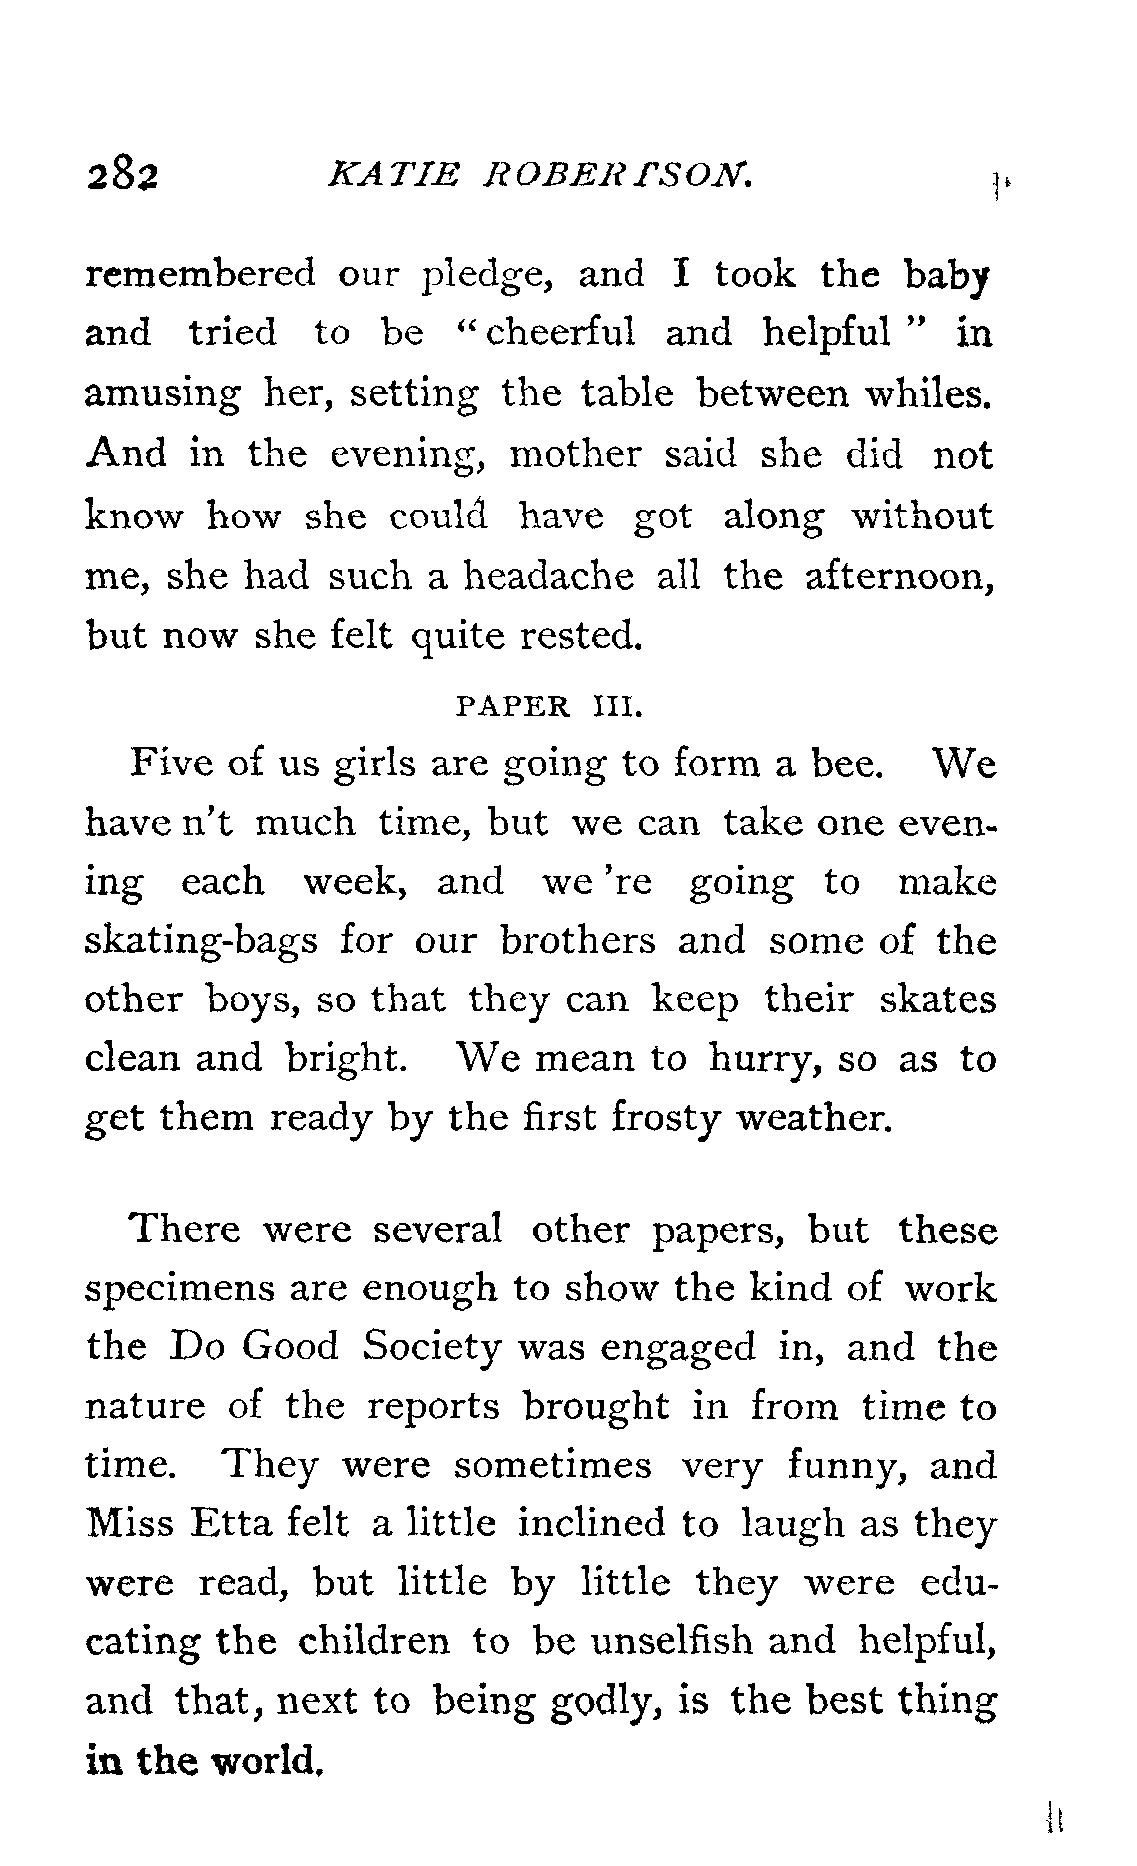 282 KATIE ROBERTSON.
remembered our pledge, and I took the baby
and tried to be “cheerful and helpful” in
amusing her, setting the table between whiles.
And in the evening, mother said she did not
know how she could have got along without
me, she had such a headache all the afternoon,
but now she felt quite rested.
PAPER III.
Five of us girls are going to form a bee. We
have n't much time, but we can take one even-
ing each week, and we 're going to make
skating-bags for our brothers and some of the
other boys, so that they can keep their skates
clean and bright. We mean to hurry, so as to
get them ready by the first frosty weather.
There were several other papers, but these
specimens are enough to show the kind of work
the Do Good Society was engaged in, and the
nature of the reports brought in from time to
time. They were sometimes very funny, and
Miss Etta felt a little inclined to laugh as they
were read, but little by little they were edu-
cating the children to be unselfish and helpful,
and that, next to being godly, is the best thing
in the world.